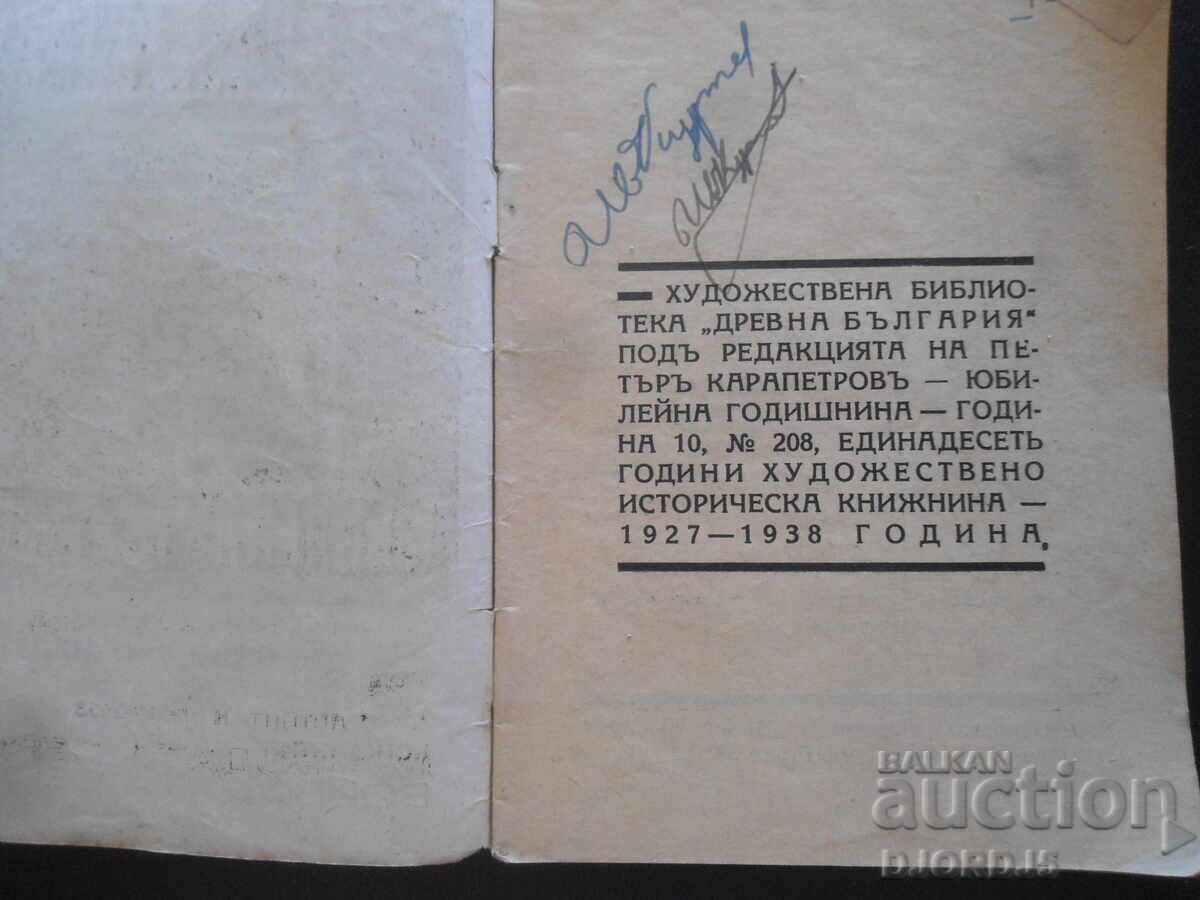 — ХУДОЖЕСТВЕНА БИБЛИО-
ТЕКА „ДРЕВНА БЪЛГАРИЯ“
ПОДЪ РЕДАКЦИЯТА НА ПЕ-
ТЪРЪ КАРАПЕТРОВЪ — ЮБИ-
ЛЕЙНА ГОДИШНИНА — ГОДИ-
НА 10, № 208, ЕДИНАДЕСЕТЬ
ГОДИНИ ХУДОЖЕСТВЕНО
ИСТОРИЧЕСКА КНИЖНИНА —
1927—1938 ГОДИНА.
BALKAN
auction
DJORDJ5